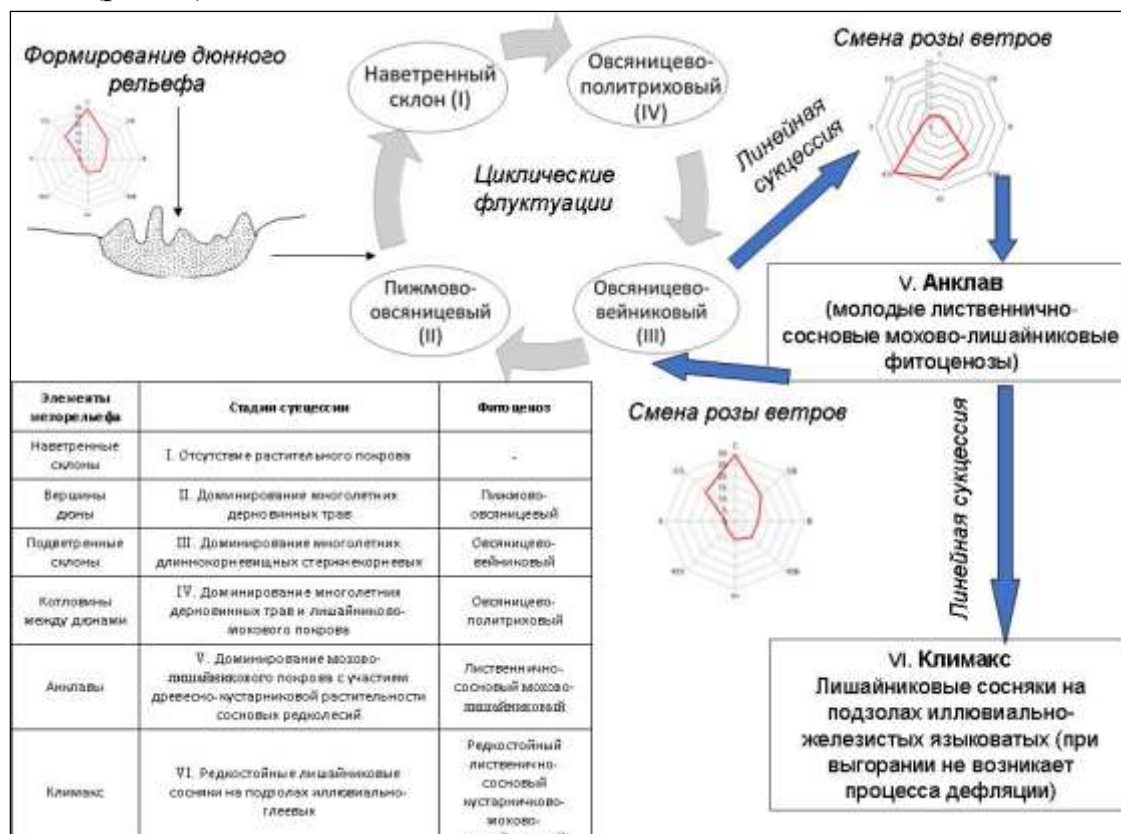 Формирование дюнного
рельефа
Наветренный
склон (I)
Овсяницево-
политриховый
(IV)
Циклические
флуктуации
Пижмово-
овсяницевый
(II)
Овсяницево-
вейниковый
(III)
Линейная
сукцессия
Смена розы ветров
V. Анклав
(молодые лиственнично-
сосновые мохово-лишайниковые
фитоценозы)
Смена розы ветров
Линейная сукцессия
VI. Климакс
Лишайниковые сосняки на
подзолах иллювиально-
железистых языковатых (при
выгорании не возникает
процесса дефляции)
Элементы
мезорельефа
Стадии сукцессии
Фитоценоз
Наветренные
склоны
I. Отсутствие растительного покрова
-
Вершины
дюны
II. Доминирование многолетних
дерновинных трав
Пижмово-
овсяницевый
Подветренные
склоны
III. Доминирование многолетних
длиннокорневищных стержнекорневых
Овсяницево-
вейниковый
Котловины
между дюнами
IV. Доминирование многолетних
дерновинных трав и лишайниково-
мохового покрова
Овсяницево-
политриховый
Анклавы
V. Доминирование мохово-
лишайникового покрова с участием
древесно-кустарниковой растительности
сосновых редколесий
Лиственнично-
сосновый мохово-
лишайниковый
Климакс
VI. Редкостойные лишайниковые
сосняки на подзолах иллювиально-
глеевых
Редкостойный
лиственично-
сосновый
кустарничково-
мохово-